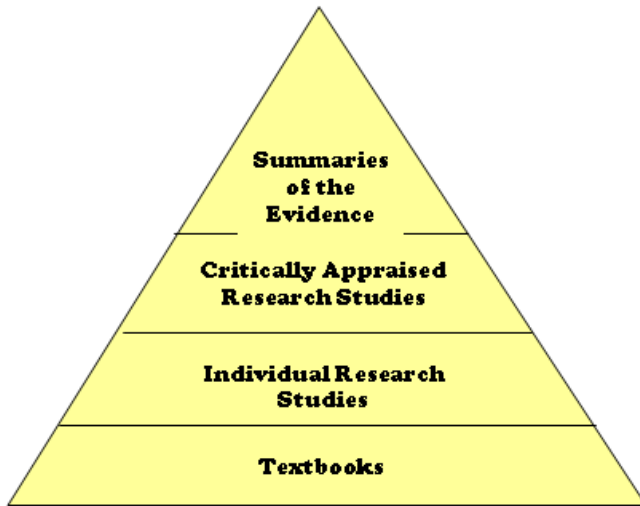 Summaries
of the
Evidence
Critically Appraised
Research Studies
Individual Research
Studies
Textbooks